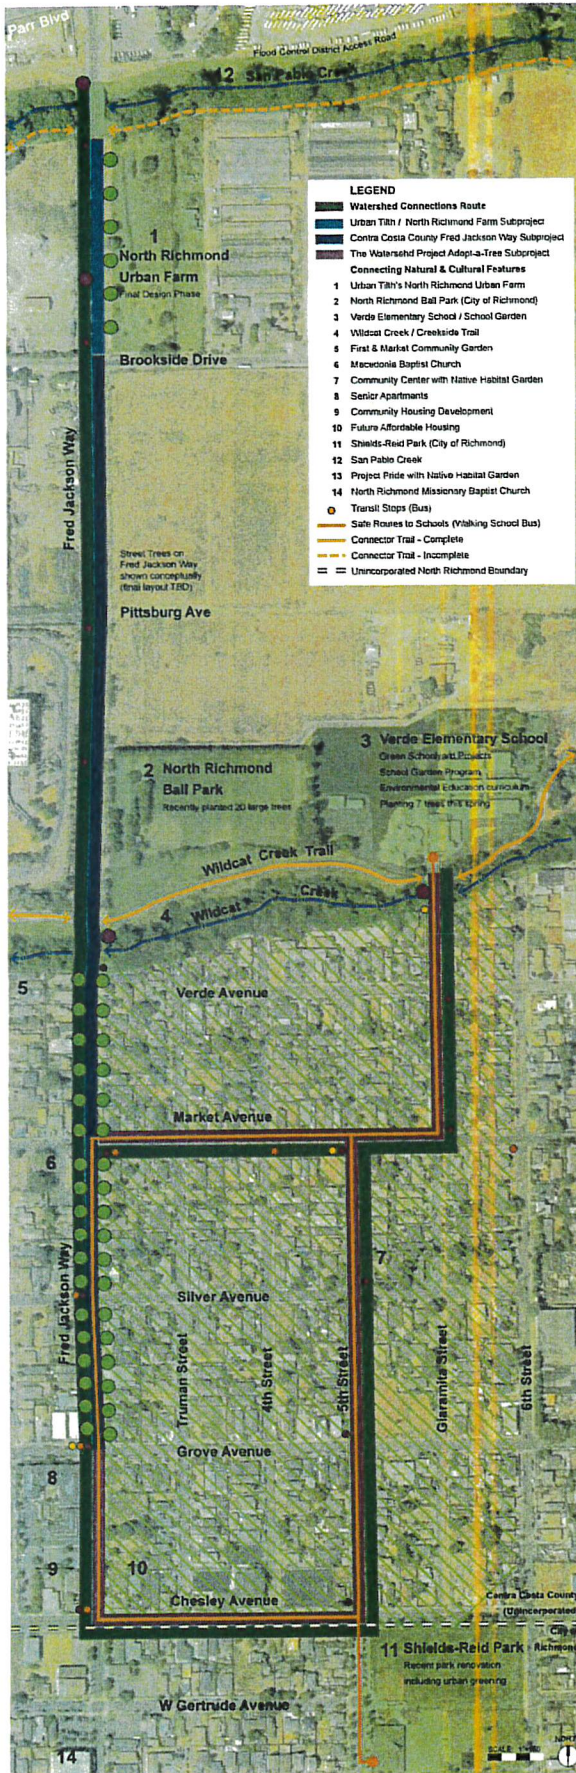 Parr Blvd
Flood Control District Access Road
12 San Pablo Creek
LEGEND
Watershed Connections Route
Urban Tilth / North Richmond Farm Subproject
Contra Costa County Fred Jackson Way Subproject
The Watersehd Project Adopt-a-Tree Subproject
Connecting Natural & Cultural Features
1 Urban Tilth's North Richmond Urban Farm
2 North Richmond Ball Park (City of Richmond)
3 Verde Elementary School / School Garden
4 Wildcat Creek / Creekside Trail
5 First & Market Community Garden
6 Macedonia Baptist Church
7 Community Center with Native Habitat Garden
8 Senior Apartments
9 Community Housing Development
10 Future Affordable Housing
11 Shields-Reid Park (City of Richmond)
12 San Pablo Creek
13 Project Pride with Native Habitat Garden
14 North Richmond Missionary Baptist Church
Transit Stops (Bus)
Safe Routes to Schools (Walking School Bus)
Connector Trail - Complete
Connector Trail - Incomplete
Unincorporated North Richmond Boundary
1
North Richmond
Urban Farm
Final Design Phase
Brookside Drive
Fred Jackson Way
Street Trees on
Fred Jackson Way
shown conceptually
(final layout TBD)
Pittsburg Ave
3 Verde Elementary School
Green Schoolyard Projects
School Garden Program
Environmental Education curriculum
Planting 7 trees this spring
2 North Richmond
Ball Park
Recently planted 20 large trees
Wildcat Creek Trail
4 Wildcat Creek
5
Verde Avenue
Market Avenue
6
7
Silver Avenue
Fred Jackson Way
Truman Street
4th Street
5th Street
Giaramita Street
6th Street
Grove Avenue
8
9
10
Chesley Avenue
Contra Costa County
(Unincorporated)
City of
Richmond
11 Shields-Reid Park
Recent park renovation
including urban greening
W Gertrude Avenue
14
NORTH